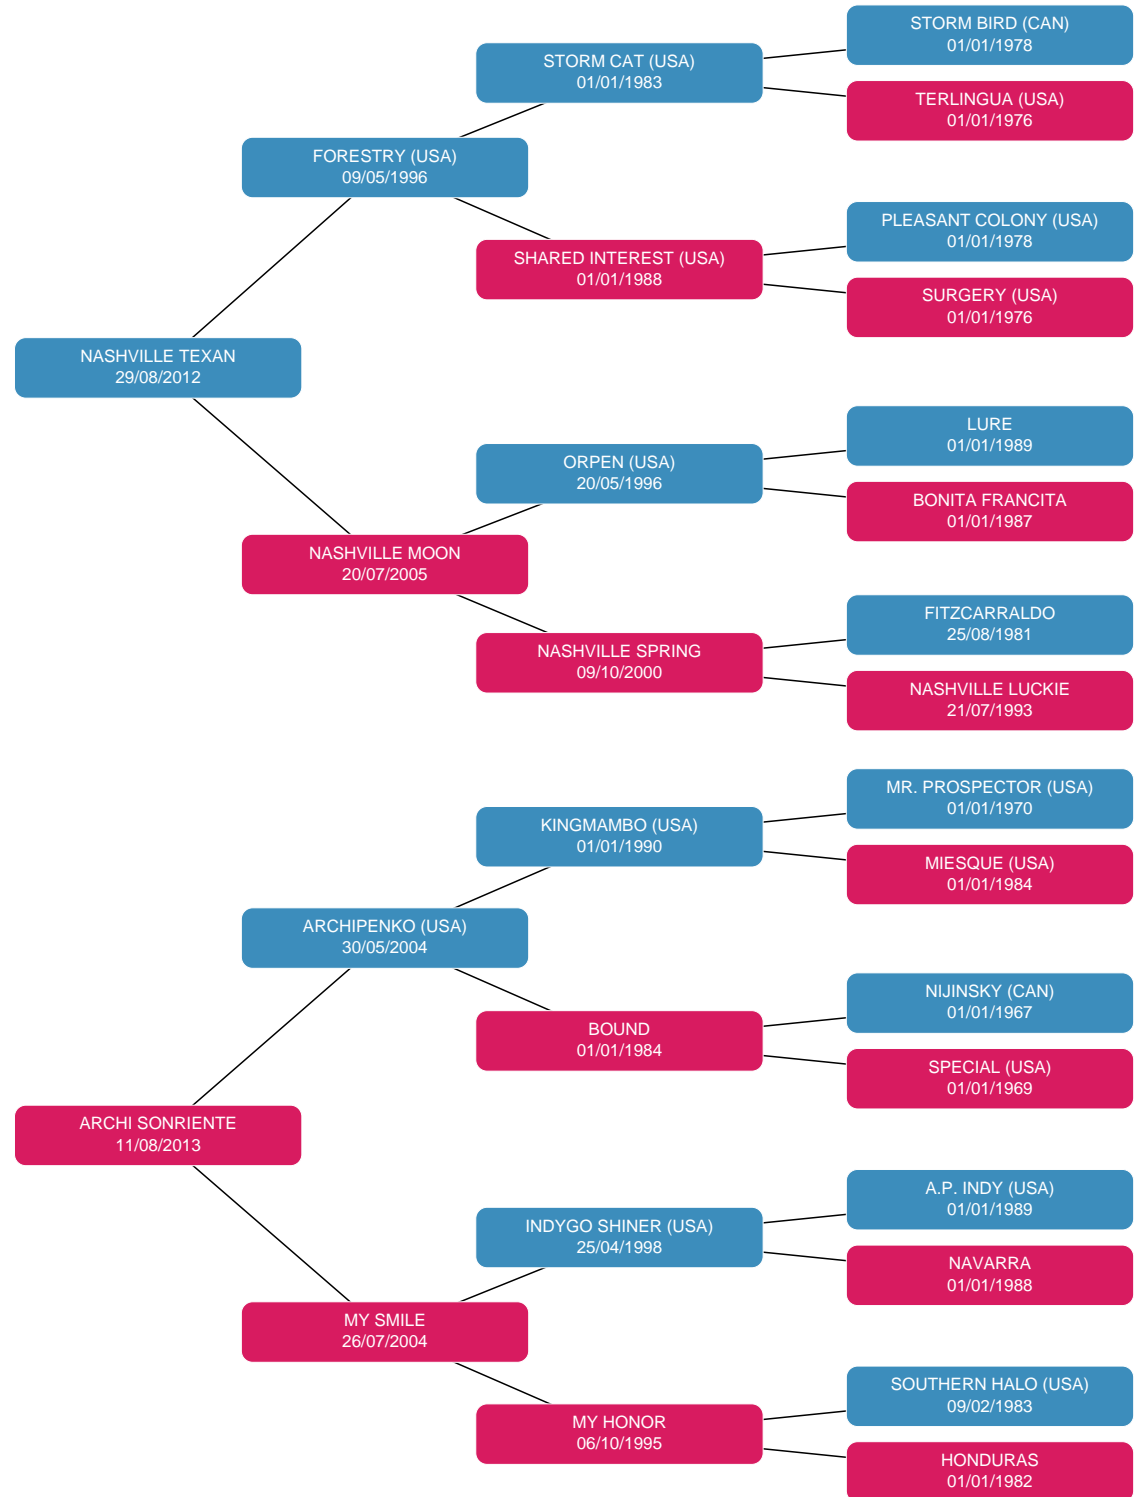 STORM BIRD (CAN)
01/01/1978
STORM CAT (USA)
01/01/1983
TERLINGUA (USA)
01/01/1976
FORESTRY (USA)
09/05/1996
PLEASANT COLONY (USA)
01/01/1978
SHARED INTEREST (USA)
01/01/1988
SURGERY (USA)
01/01/1976
NASHVILLE TEXAN
29/08/2012
LURE
01/01/1989
ORPEN (USA)
20/05/1996
BONITA FRANCITA
01/01/1987
NASHVILLE MOON
20/07/2005
FITZCARRALDO
25/08/1981
NASHVILLE SPRING
09/10/2000
NASHVILLE LUCKIE
21/07/1993
MR. PROSPECTOR (USA)
01/01/1970
KINGMAMBO (USA)
01/01/1990
MIESQUE (USA)
01/01/1984
ARCHIPENKO (USA)
30/05/2004
NIJINSKY (CAN)
01/01/1967
BOUND
01/01/1984
SPECIAL (USA)
01/01/1969
ARCHI SONRIENTE
11/08/2013
A.P. INDY (USA)
01/01/1989
INDYGO SHINER (USA)
25/04/1998
NAVARRA
01/01/1988
MY SMILE
26/07/2004
SOUTHERN HALO (USA)
09/02/1983
MY HONOR
06/10/1995
HONDURAS
01/01/1982